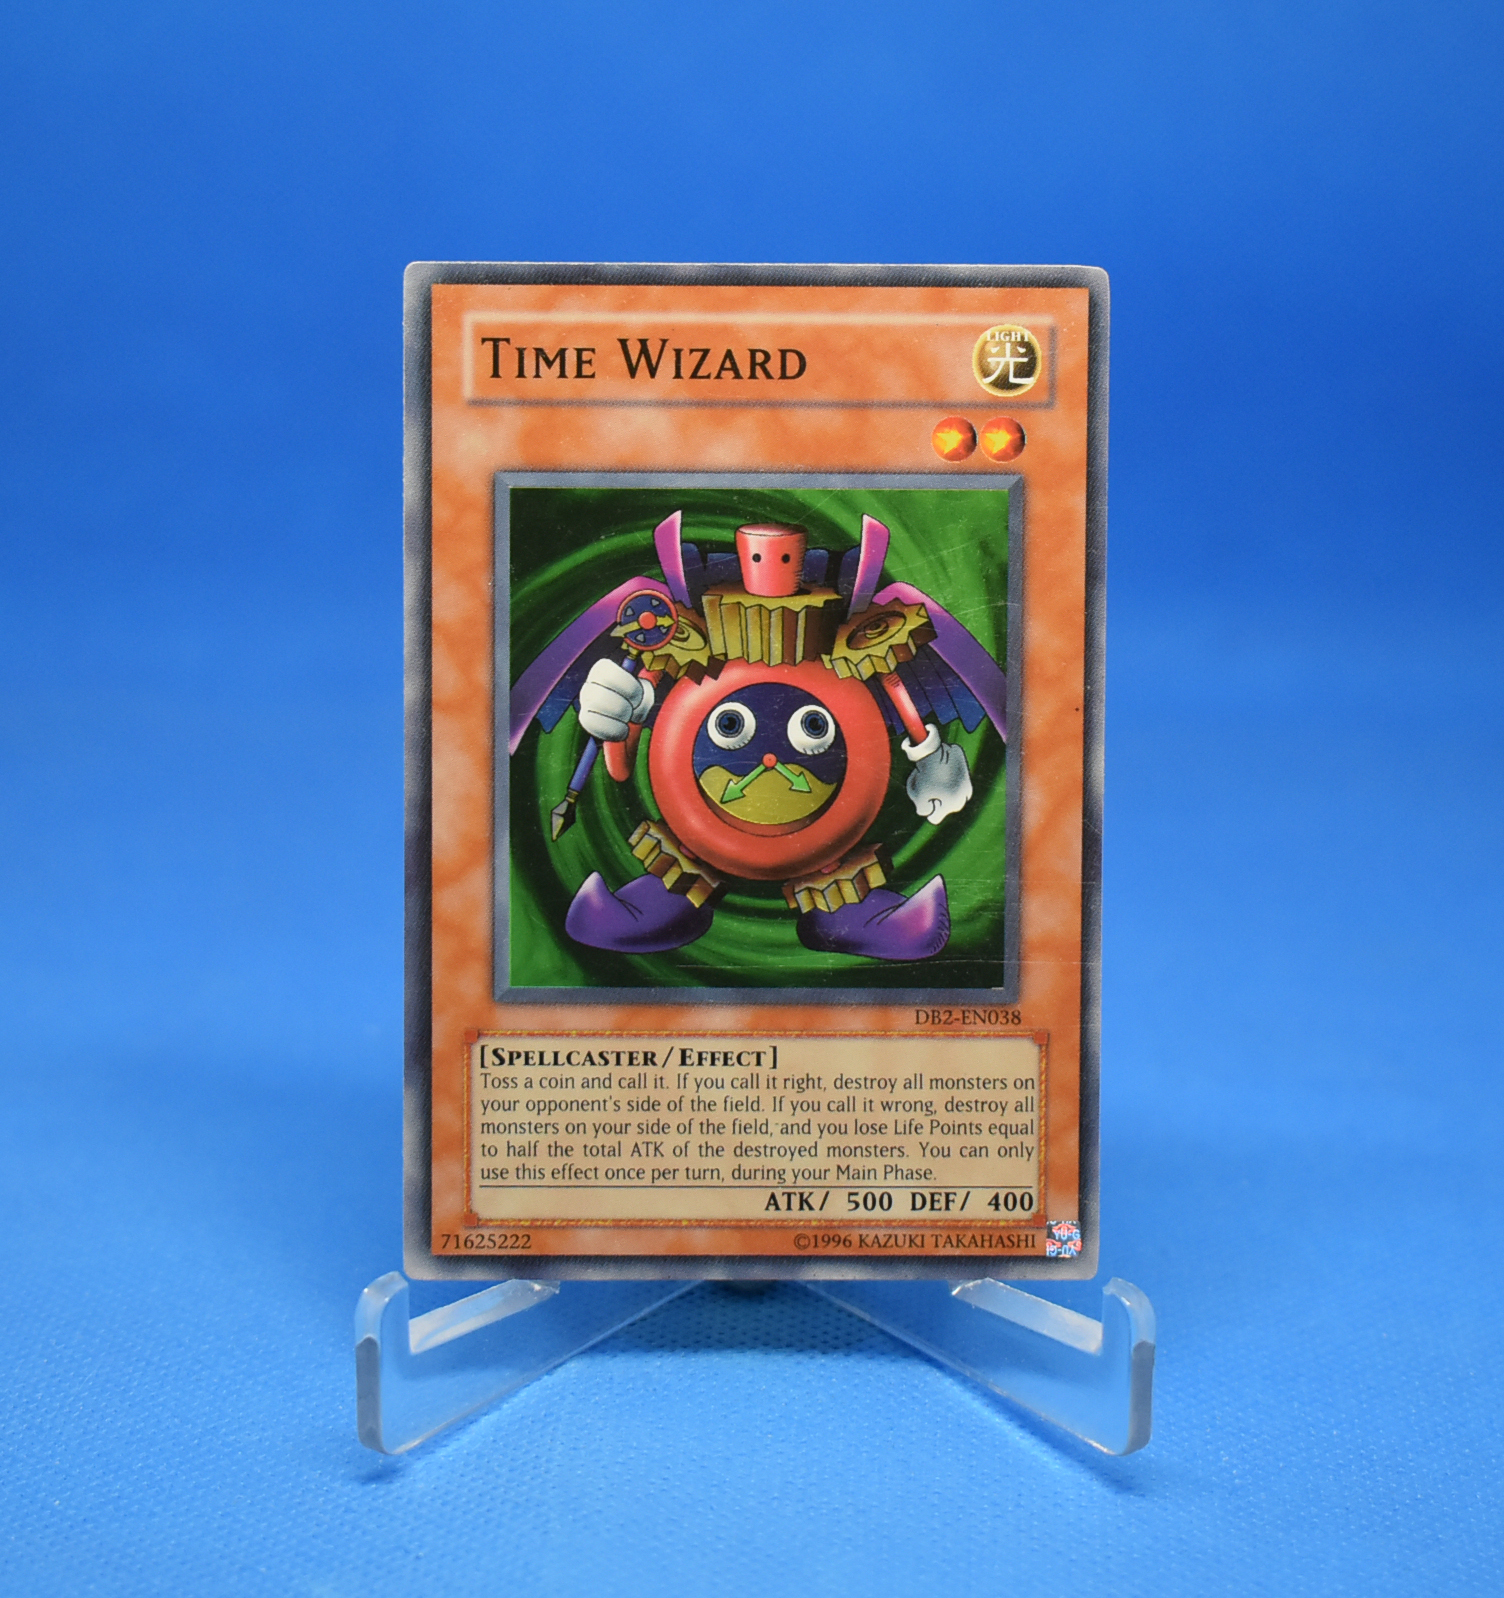 TIME WIZARD
LIGHT
光
DB2-EN038
[SPELLCASTER/EFFECT]
Toss a coin and call it. If you call it right, destroy all monsters on
your opponent's side of the field. If you call it wrong, destroy all
monsters on your side of the field, and you lose Life Points equal
to half the total ATK of the destroyed monsters. You can only
use this effect once per turn, during your Main Phase.
ATK/ 500 DEF/ 400
71625222
©1996 KAZUKI TAKAHASHI